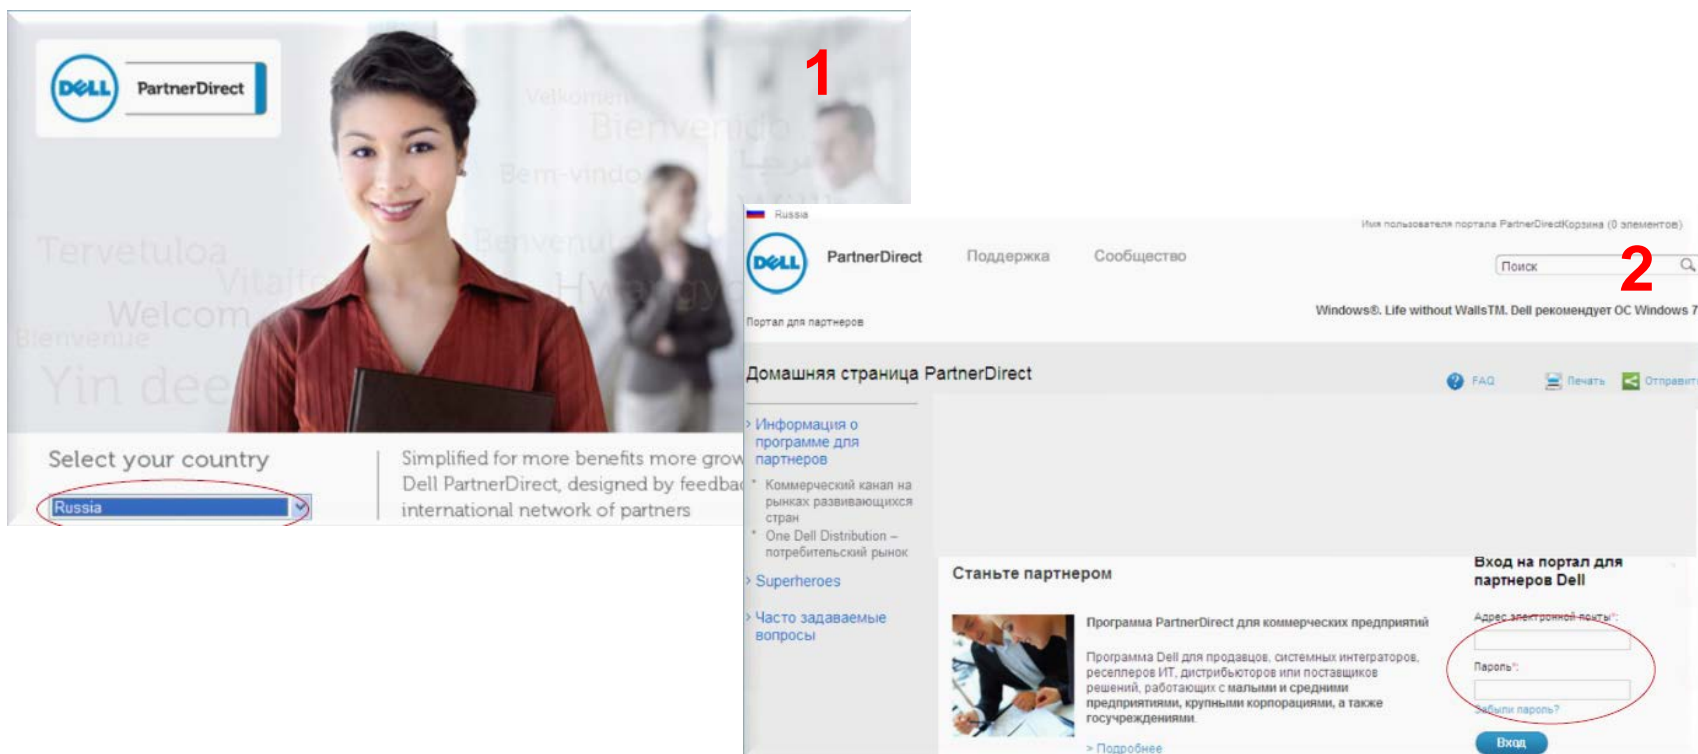 DELL
PartnerDirect
1
Velkommen
Bienvenido
مرحبا
Bem-vindo
Tervetuloa
Benvenut
Vitajte
Hwangyo
Welcom
Bienvenue
Yin dee
Select your country
Russia
Simplified for more benefits more grow
Dell PartnerDirect, designed by feedbac
international network of partners
Russia
Имя пользователя портала PartnerDirectКорзина (0 элементов)
DELL
PartnerDirect
Поддержка
Сообщество
Поиск
2
Windows®. Life without WallsTM. Dell рекомендует ОС Windows 7
Портал для партнеров
Домашняя страница PartnerDirect
FAQ
Печать
Отправить
› Информация о
программе для
партнеров
* Коммерческий канал на
рынках развивающихся
стран
* One Dell Distribution –
потребительский рынок
› Superheroes
› Часто задаваемые
вопросы
Станьте партнером
Программа PartnerDirect для коммерческих предприятий
Программа Dell для продавцов, системных интеграторов,
реселлеров ИТ, дистрибьюторов или поставщиков
решений, работающих с малыми и средними
предприятиями, крупными корпорациями, а также
госучреждениями.
> Подробнее
Вход на портал для
партнеров Dell
Адрес электронной почты*:
Пароль*:
Забыли пароль?
Вход